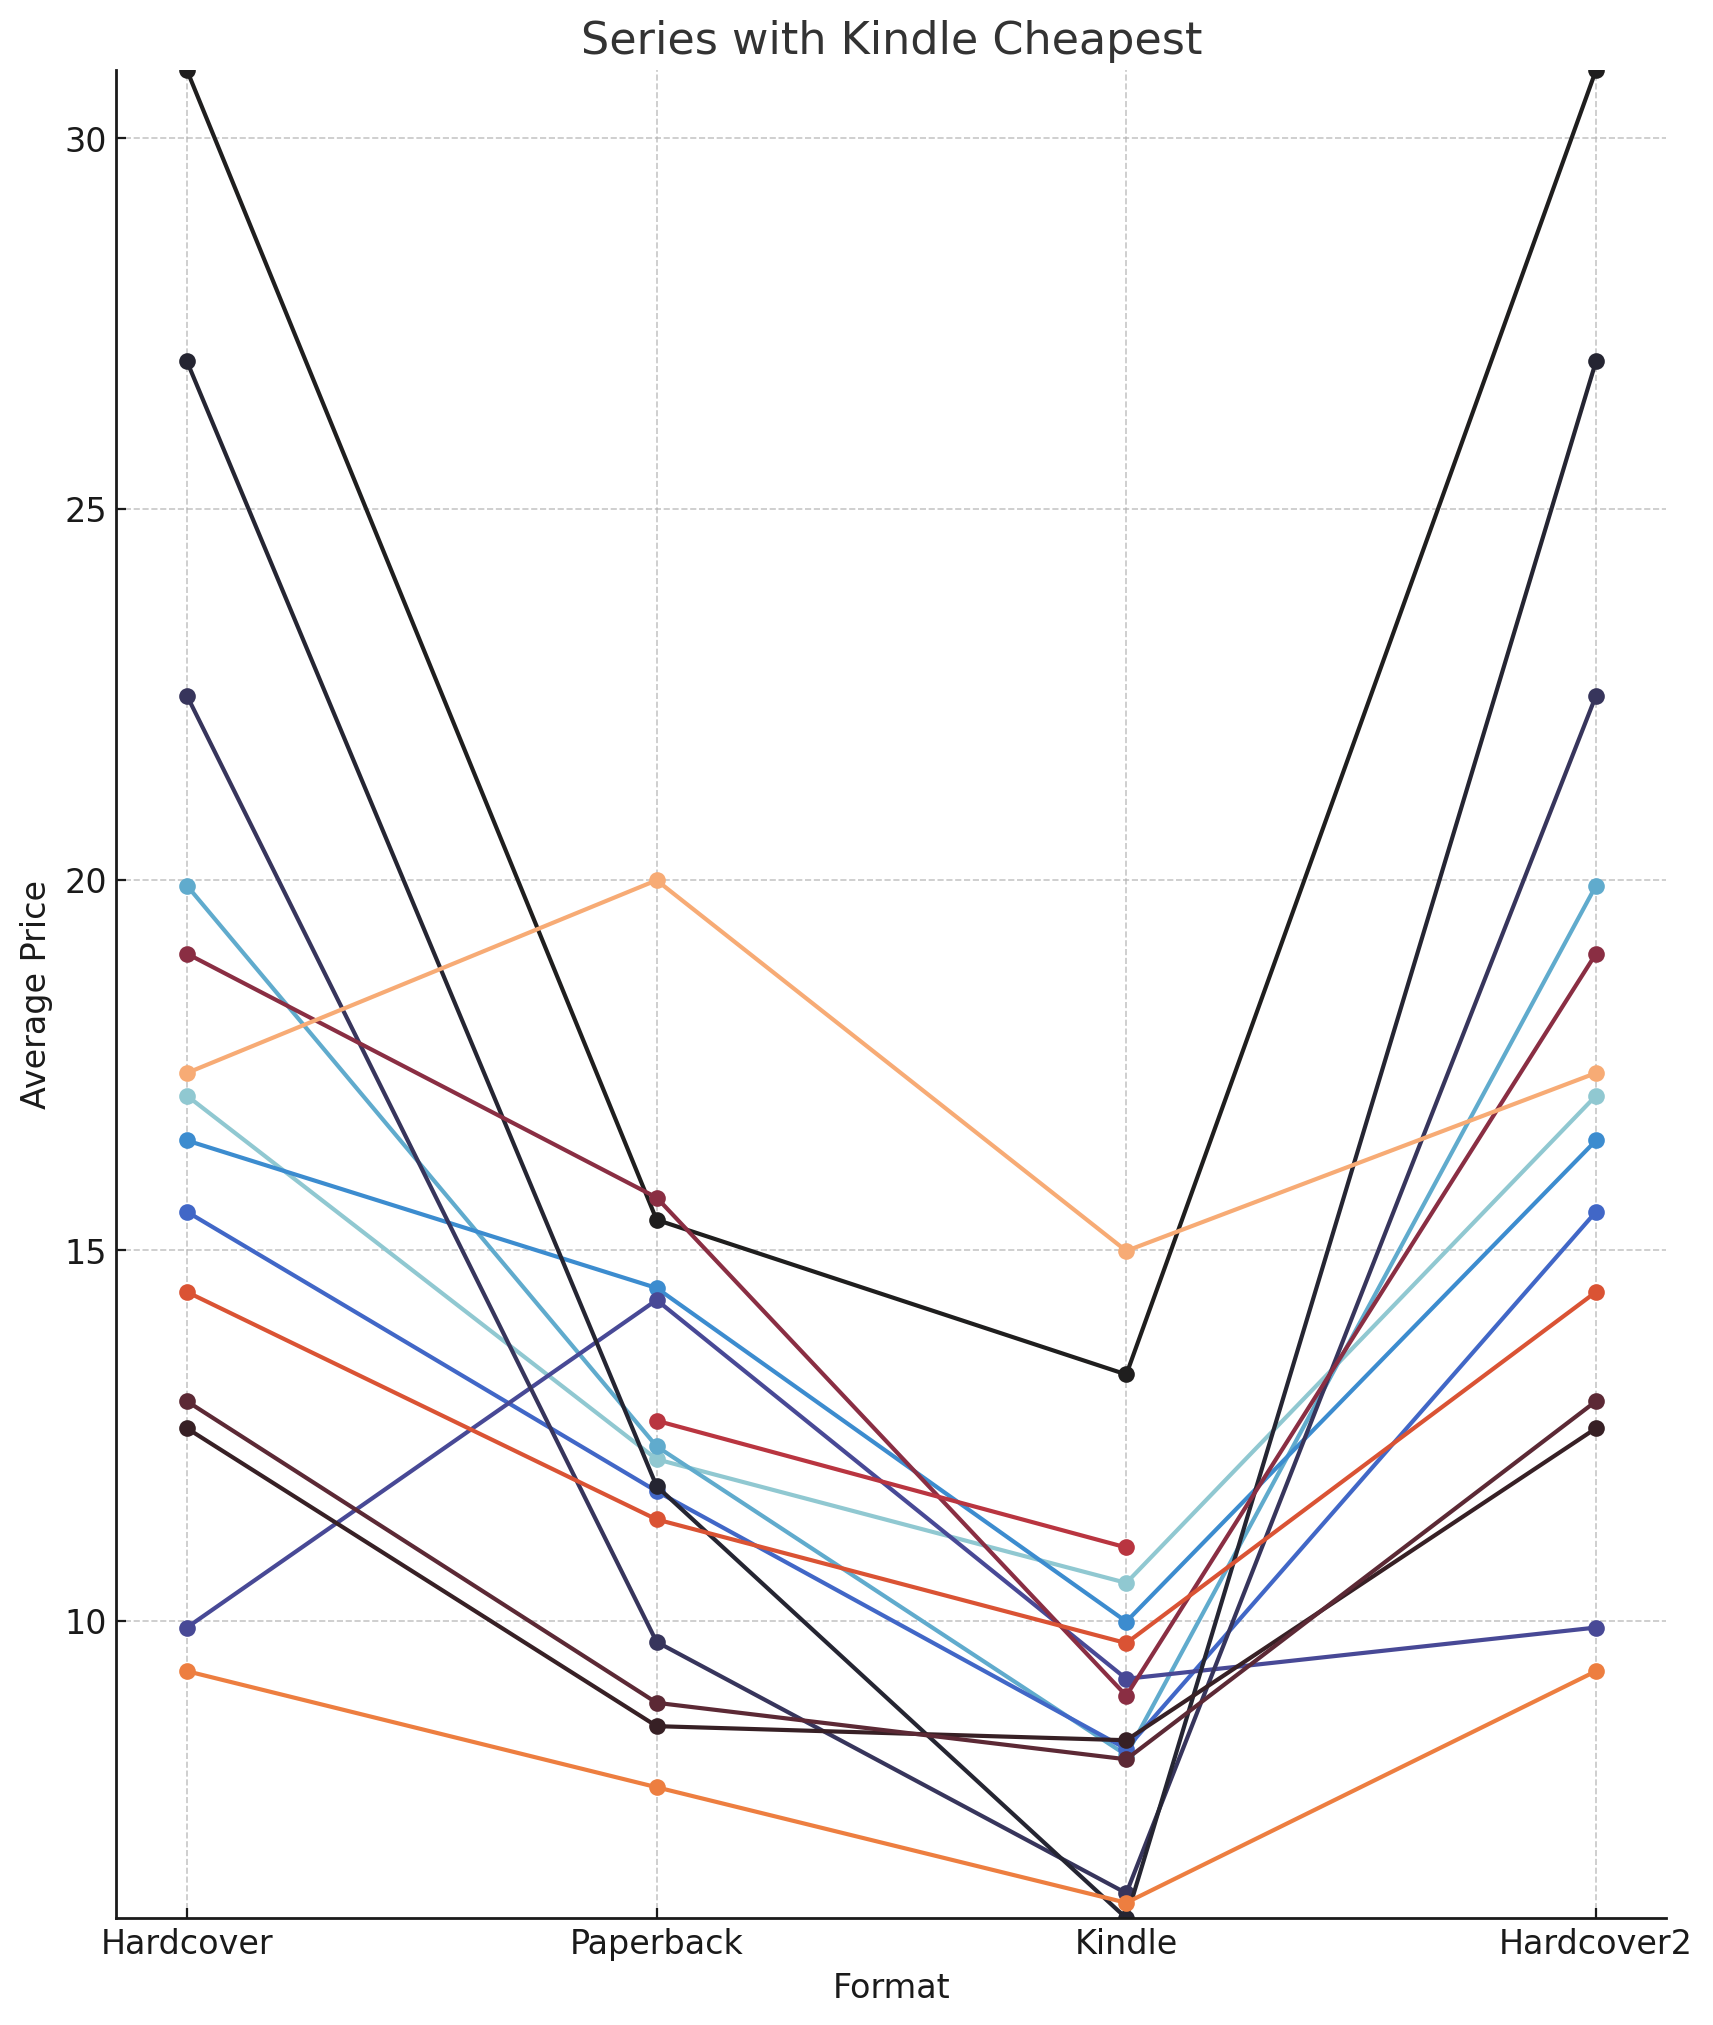 Series with Kindle Cheapest
30
25
20
15
10
Average Price
Hardcover
Paperback
Kindle
Hardcover2
Format